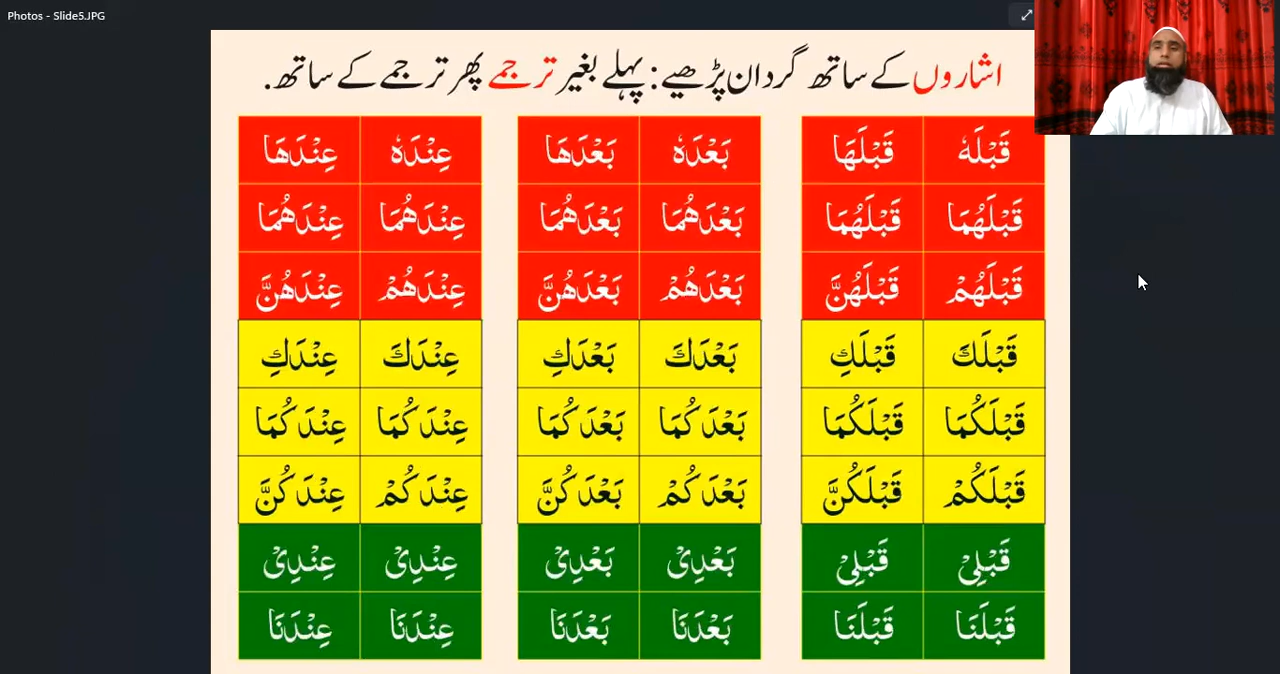 Photos - Slide5.JPG
اشاروں کے ساتھ گردان پڑھیے: پہلے بغیر ترجمے پھر ترجمے کے ساتھ.
قَبْلَهٗ قَبْلَهَا بَعْدَهٗ بَعْدَهَا عِنْدَهٗ عِنْدَهَا
قَبْلَهُمَا قَبْلَهُمَا بَعْدَهُمَا بَعْدَهُمَا عِنْدَهُمَا عِنْدَهُمَا
قَبْلَهُمْ قَبْلَهُنَّ بَعْدَهُمْ بَعْدَهُنَّ عِنْدَهُمْ عِنْدَهُنَّ
قَبْلَكَ قَبْلَكِ بَعْدَكَ بَعْدَكِ عِنْدَكَ عِنْدَكِ
قَبْلَكُمَا قَبْلَكُمَا بَعْدَكُمَا بَعْدَكُمَا عِنْدَكُمَا عِنْدَكُمَا
قَبْلَكُمْ قَبْلَكُنَّ بَعْدَكُمْ بَعْدَكُنَّ عِنْدَكُمْ عِنْدَكُنَّ
قَبْلِیْ قَبْلِیْ بَعْدِیْ بَعْدِیْ عِنْدِیْ عِنْدِیْ
قَبْلَنَا قَبْلَنَا بَعْدَنَا بَعْدَنَا عِنْدَنَا عِنْدَنَا